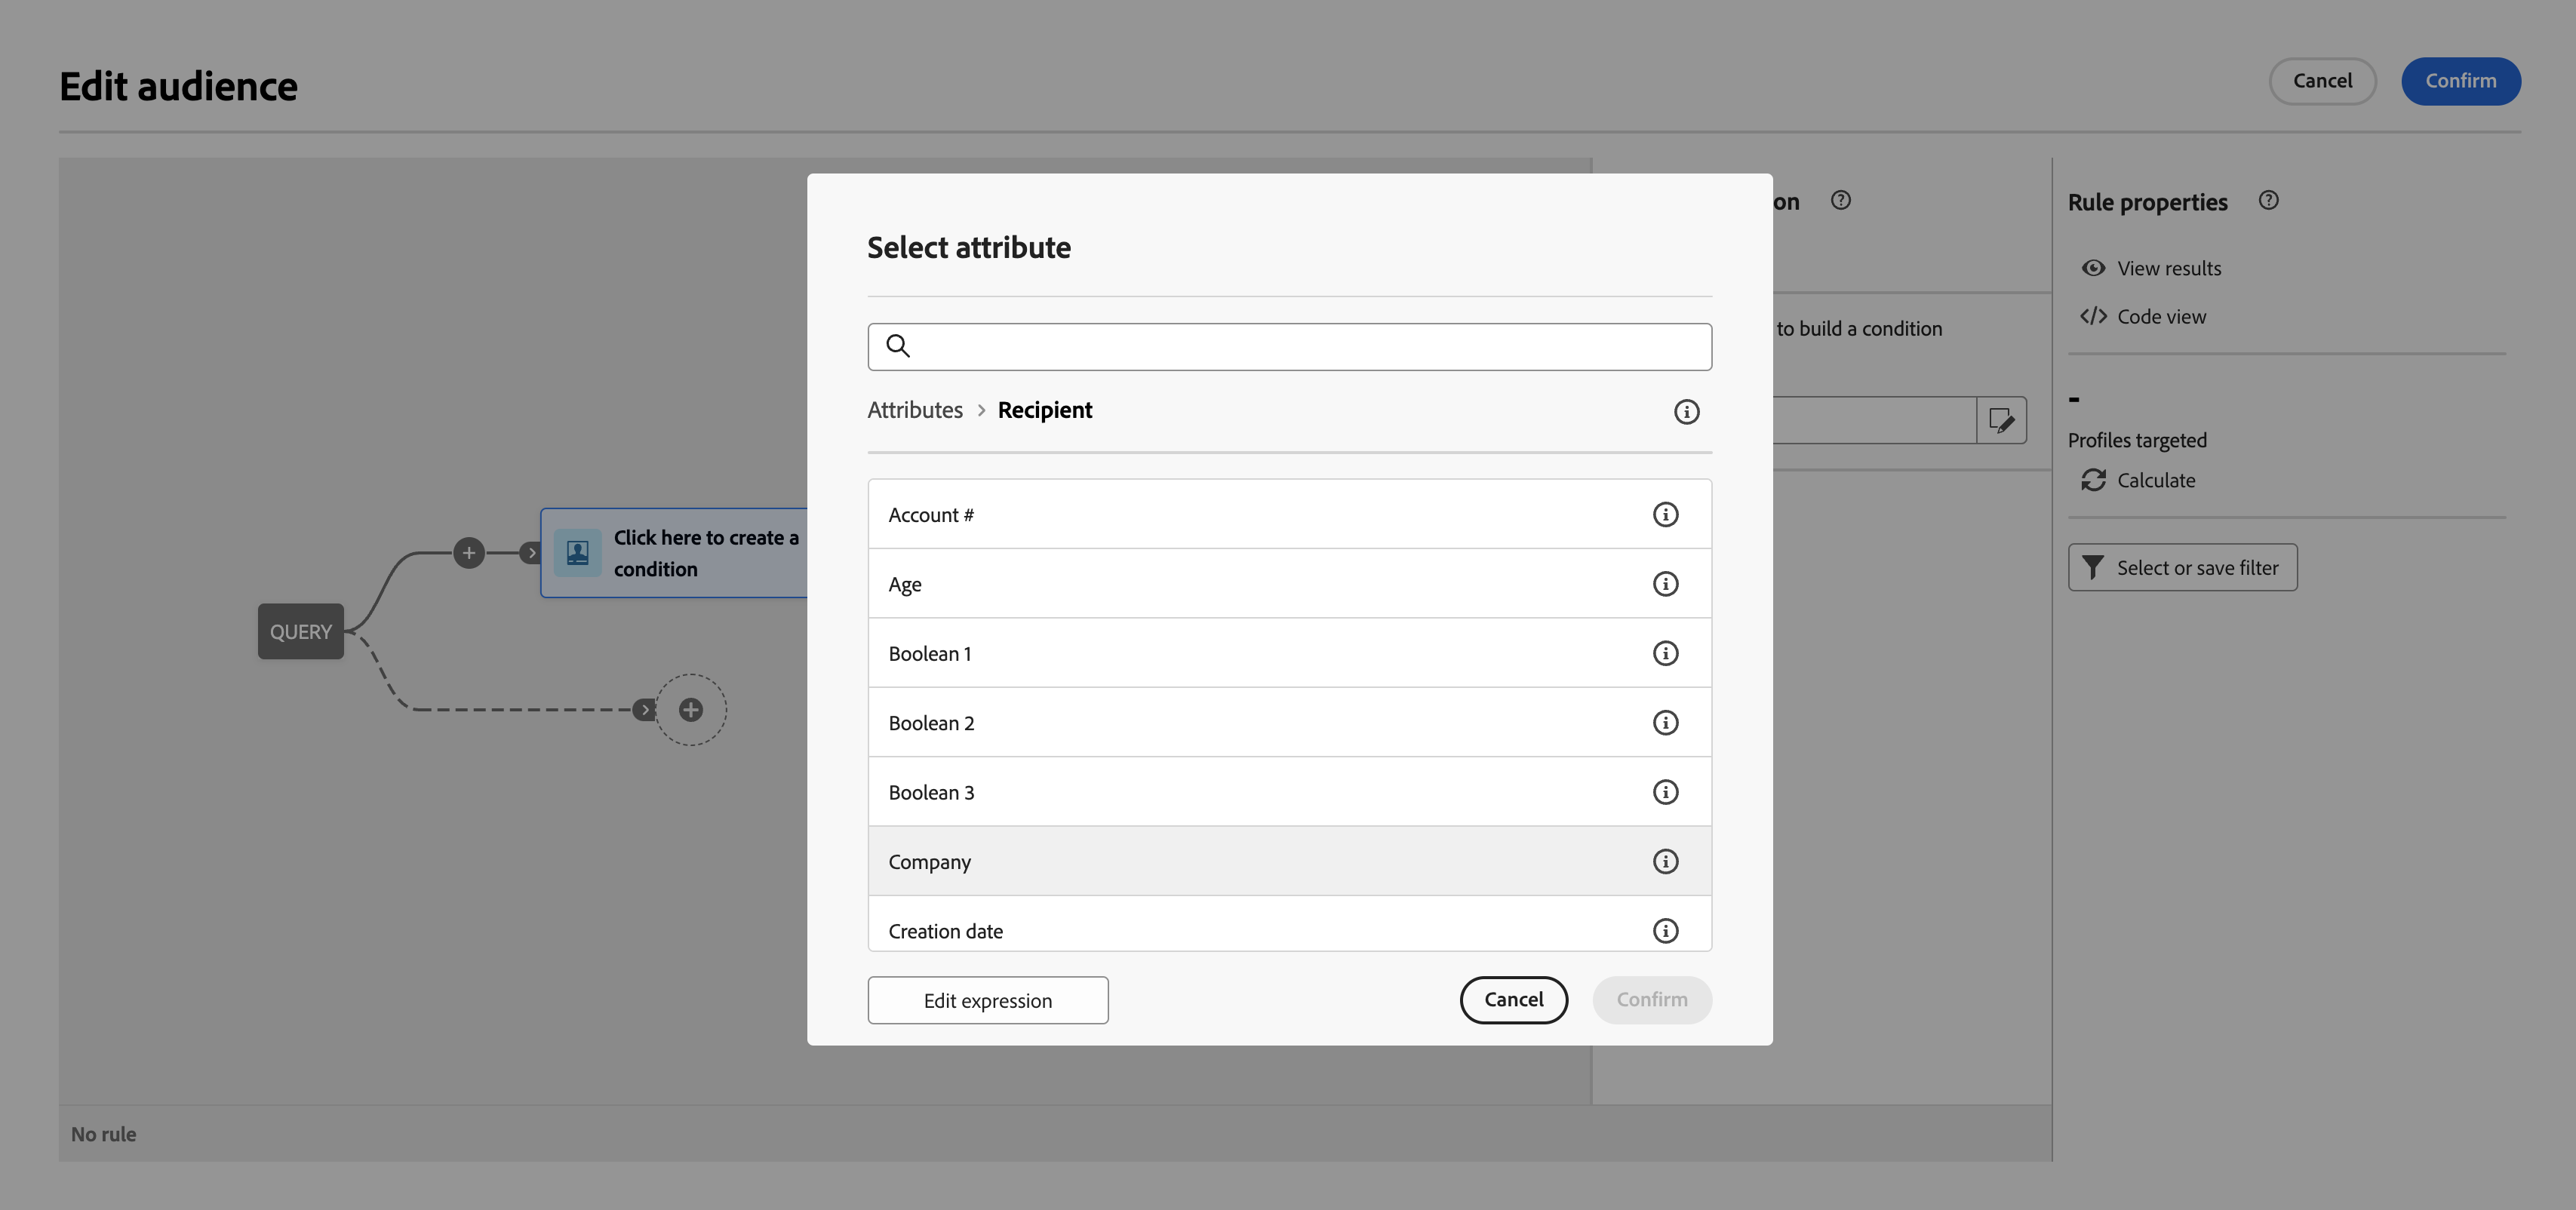 Edit audience
Cancel
Confirm
Select attribute
Attributes > Recipient
Account #
Age
Boolean 1
Boolean 2
Boolean 3
Company
Creation date
Edit expression
Cancel
Confirm
QUERY
Click here to create a
condition
No rule
on
to build a condition
Rule properties
View results
Code view
-
Profiles targeted
Calculate
Select or save filter